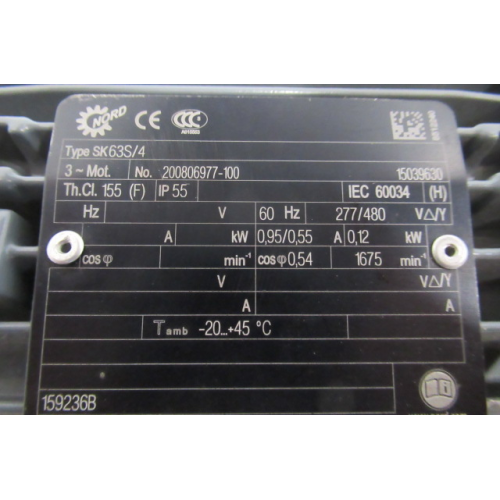 NORD CE CCC
Type SK63S/4
3~Mot. No. 200806977-100 15039630
Th.Cl. 155 (F) IP 55 IEC 60034 (H)
Hz V 60 Hz 277/480 V△/Y
A kW 0,95/0,55 A 0,12 kW
cos φ min⁻¹ cos φ 0,54 1675 min⁻¹
V V△/Y
A A
Tamb -20...+45 °C
159236B